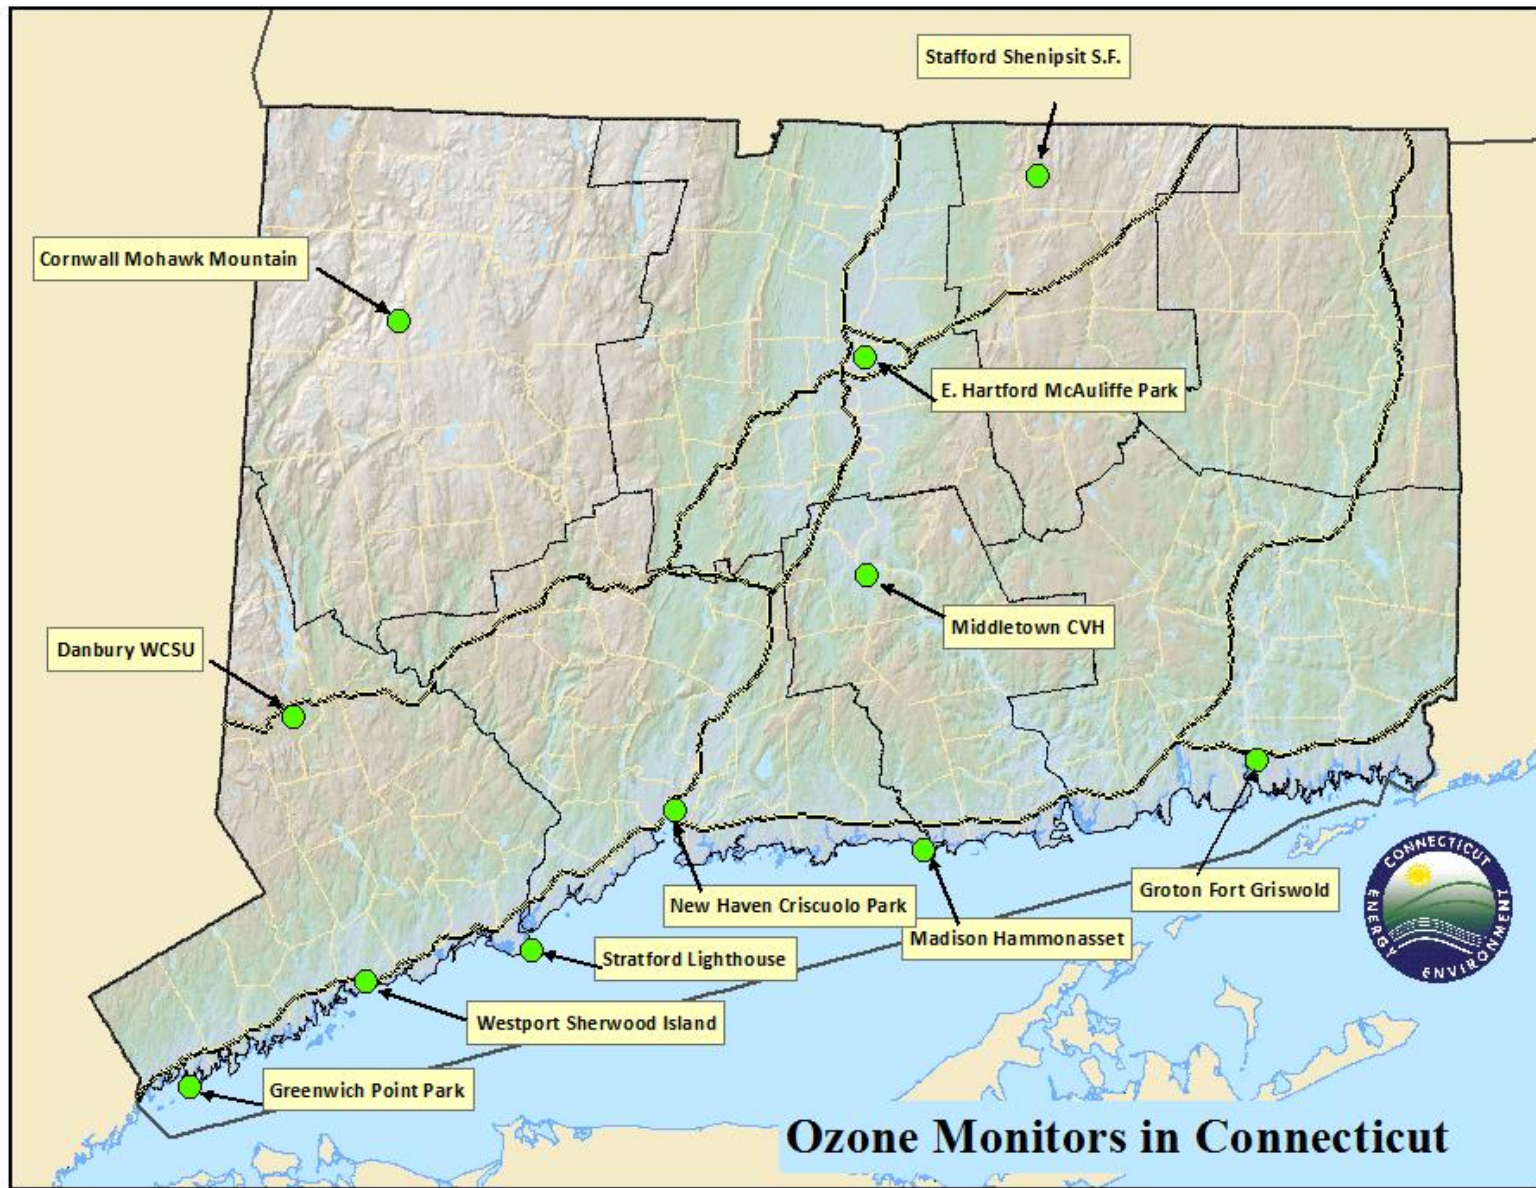 Stafford Shenipsit S.F.
Cornwall Mohawk Mountain
E. Hartford McAuliffe Park
Middletown CVH
Danbury WCSU
Groton Fort Griswold
New Haven Criscuolo Park
Madison Hammonasset
Stratford Lighthouse
Westport Sherwood Island
Greenwich Point Park
CONNECTICUT
ENERGY
ENVIRONMENT
Ozone Monitors in Connecticut